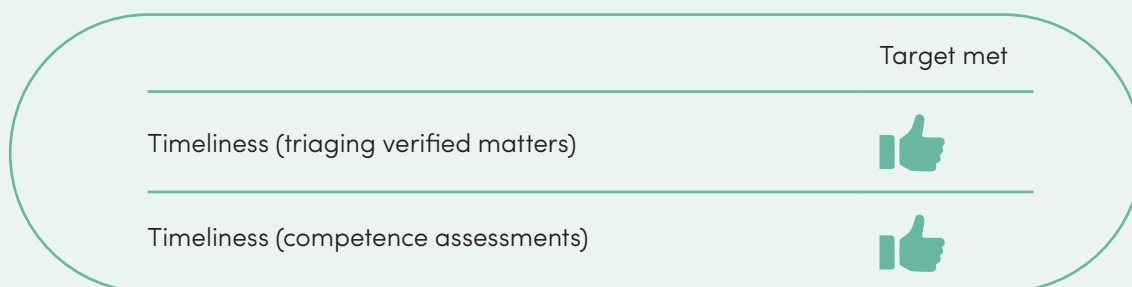 Target met
Timeliness (triaging verified matters)
Timeliness (competence assessments)